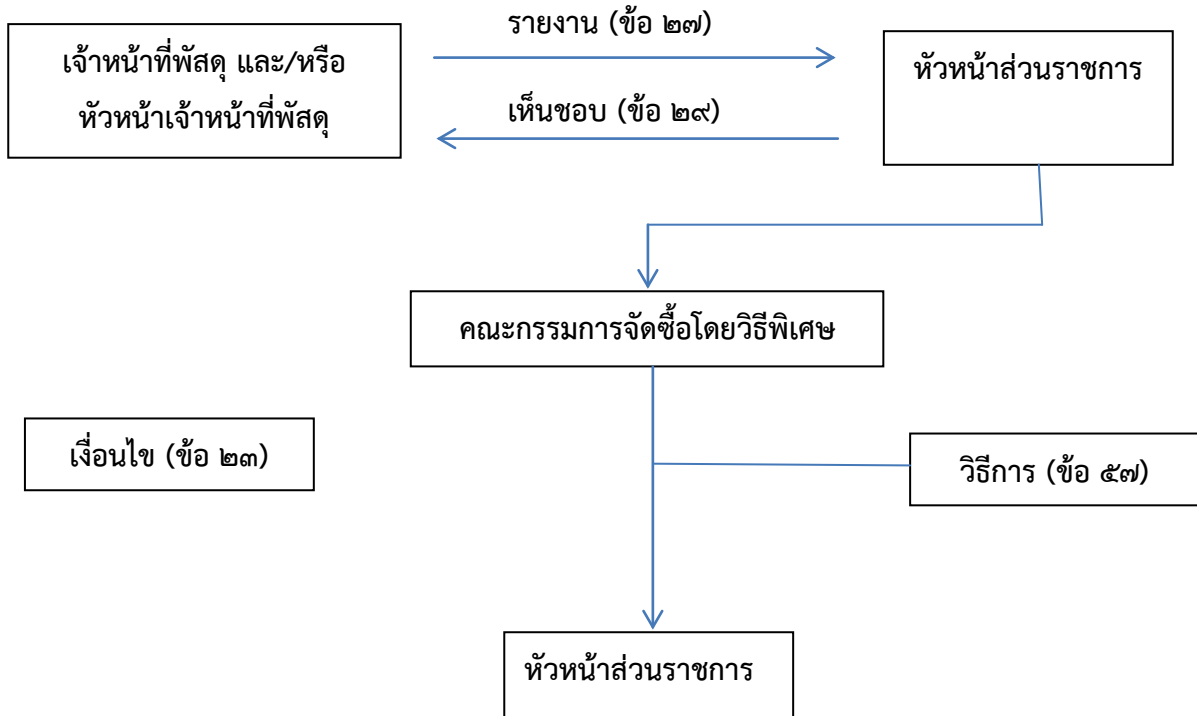 รายงาน (ข้อ ๒๗)
เจ้าหน้าที่พัสดุ และ/หรือ
หัวหน้าเจ้าหน้าที่พัสดุ
หัวหน้าส่วนราชการ
เห็นชอบ (ข้อ ๒๙)
คณะกรรมการจัดซื้อโดยวิธีพิเศษ
เงื่อนไข (ข้อ ๒๓)
วิธีการ (ข้อ ๕๗)
หัวหน้าส่วนราชการ